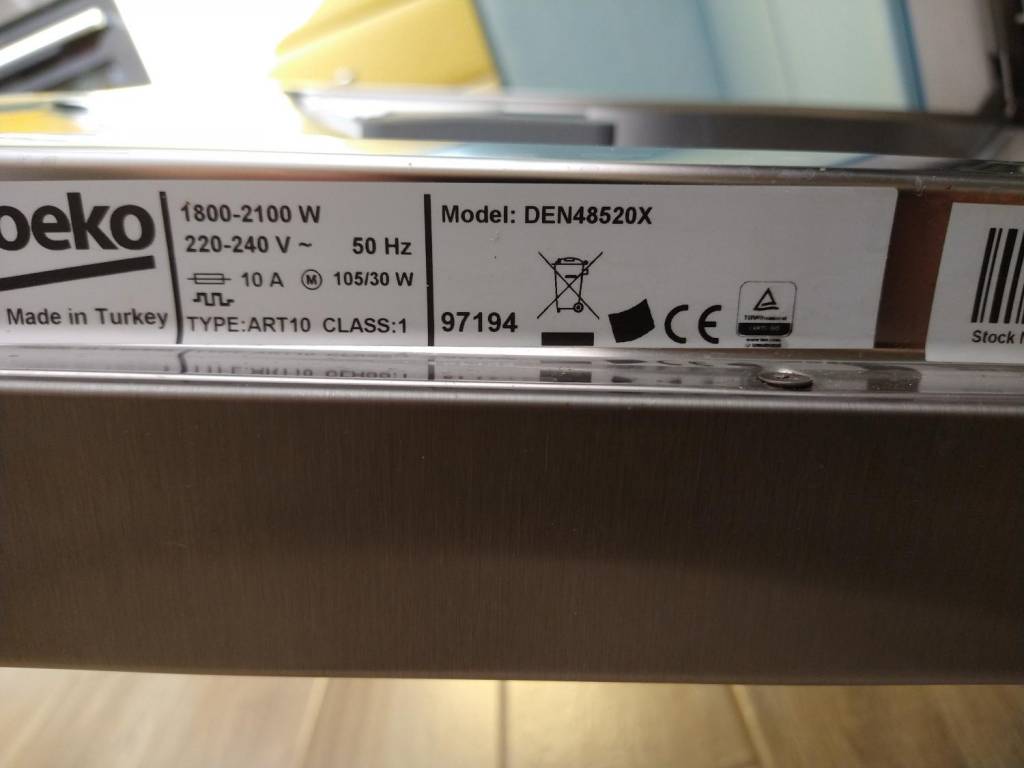 beko
Made in Turkey
1800-2100 W
220-240 V ~ 50 Hz
10 A M 105/30 W
TYPE:ART10 CLASS:1
Model: DEN48520X
97194
CE
Stock